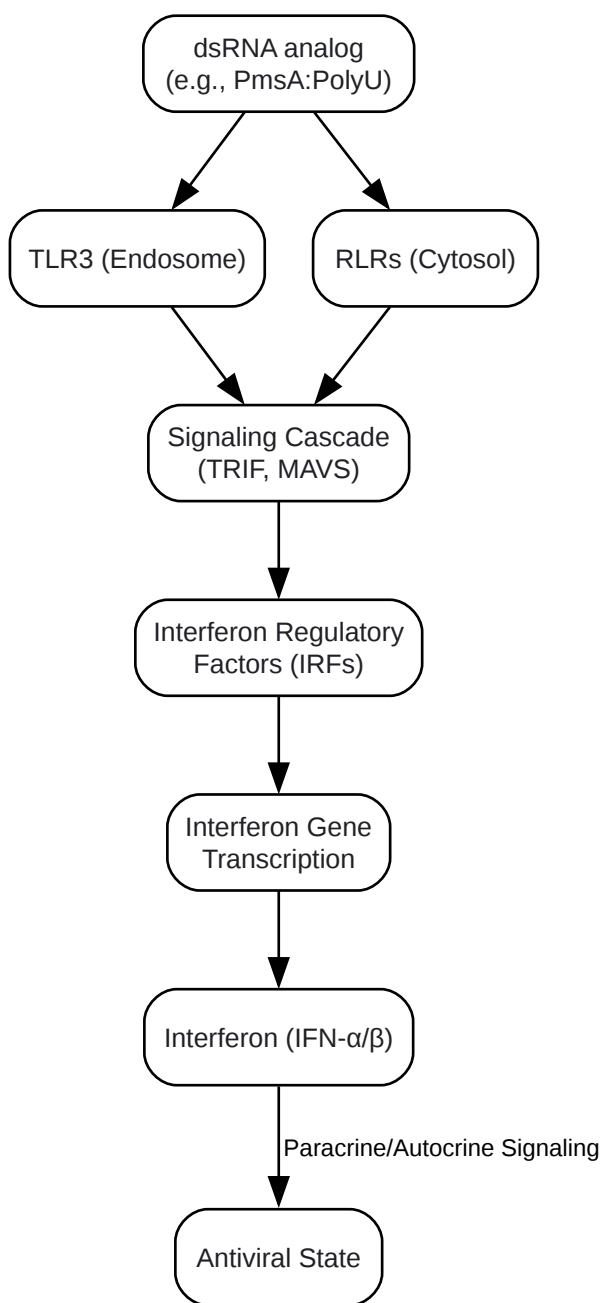 dsRNA analog
(e.g., PmsA:PolyU)
TLR3 (Endosome)
RLRs (Cytosol)
Signaling Cascade
(TRIF, MAVS)
Interferon Regulatory
Factors (IRFs)
Interferon Gene
Transcription
Interferon (IFN-α/β)
Paracrine/Autocrine Signaling
Antiviral State